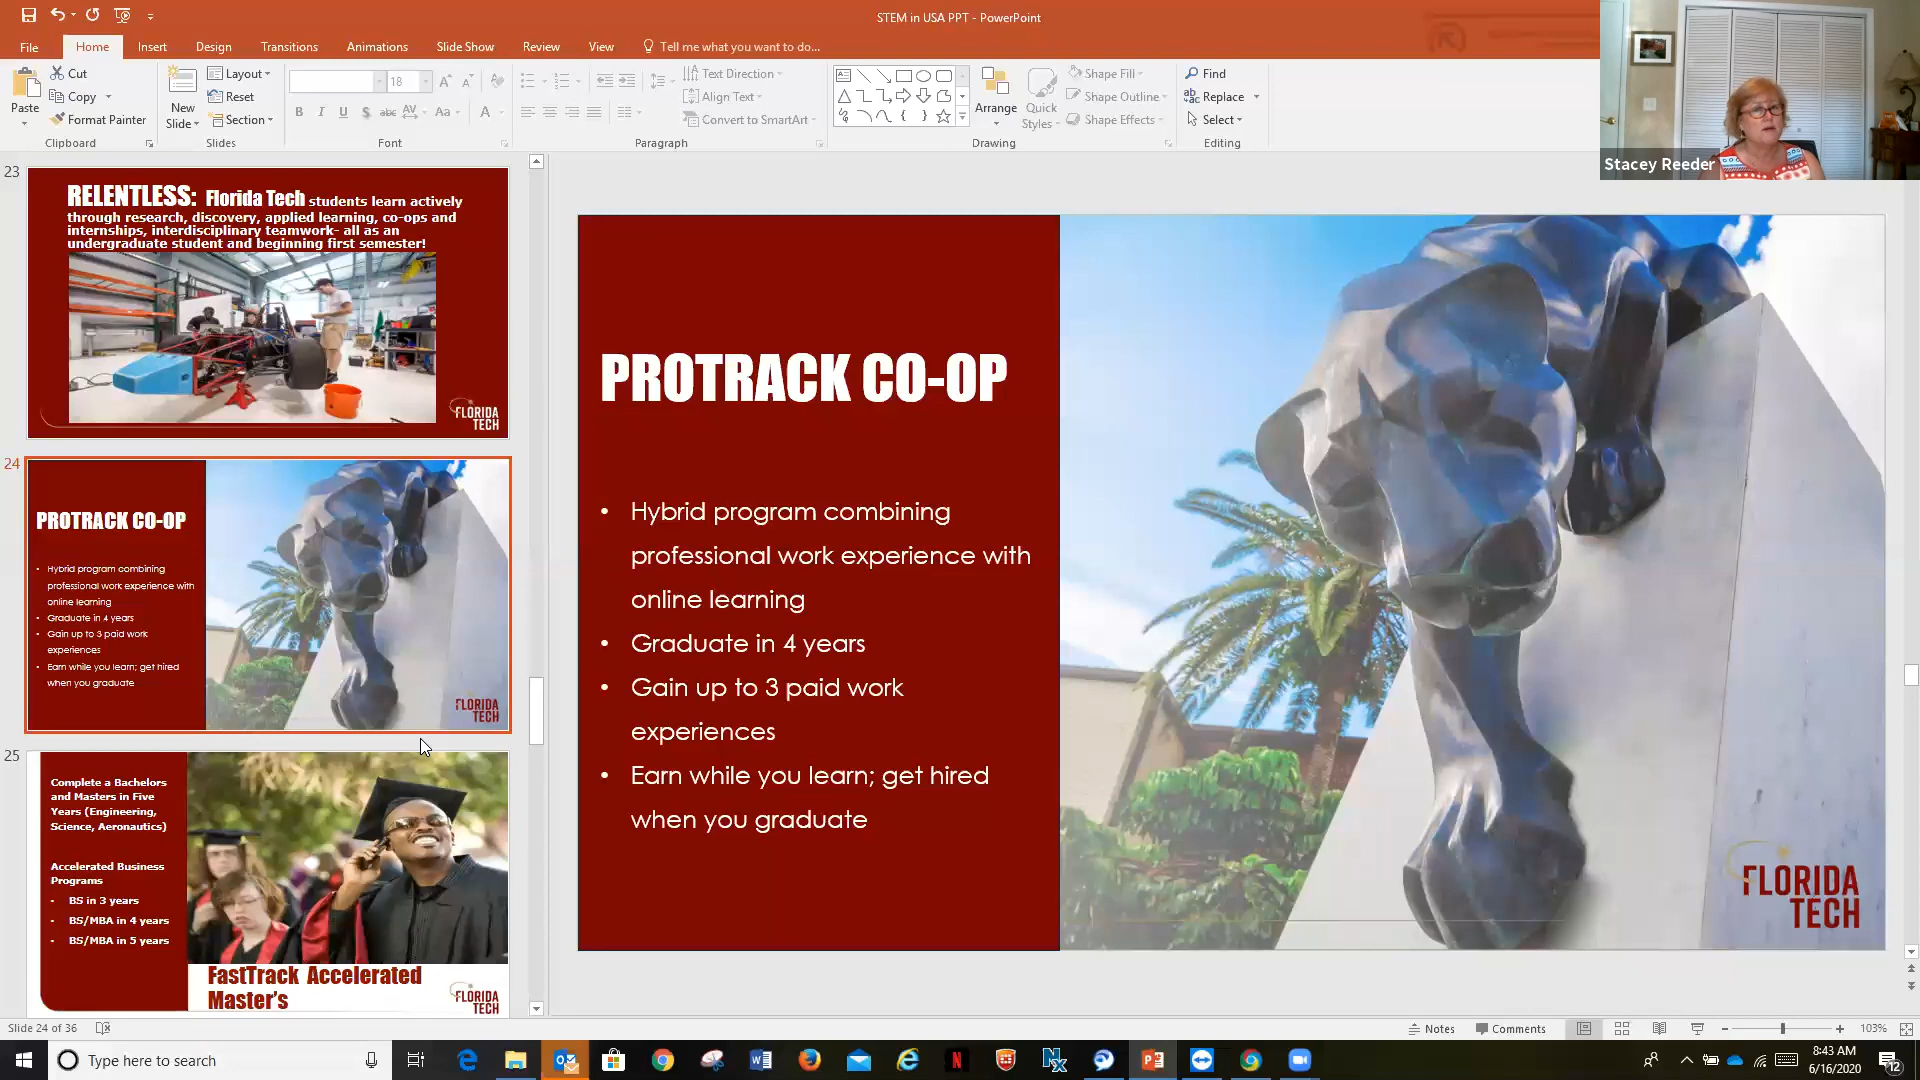 STEM in USA PPT - PowerPoint
File Home Insert Design Transitions Animations Slide Show Review View Tell me what you want to do...
Paste
Cut
Copy
Format Painter
Clipboard
New
Slide
Layout
Reset
Section
Slides
18
B I U S abc AV Aa A
Font
Text Direction
Align Text
Convert to SmartArt
Paragraph
Arrange
Quick
Styles
Shape Fill
Shape Outline
Shape Effects
Drawing
Find
Replace
Select
Editing
Stacey Reeder
23
RELENTLESS: Florida Tech students learn actively
through research, discovery, applied learning, co-ops and
internships, interdisciplinary teamwork- all as an
undergraduate student and beginning first semester!
FLORIDA
TECH
24
PROTRACK CO-OP
• Hybrid program combining
professional work experience with
online learning
• Graduate in 4 years
• Gain up to 3 paid work
experiences
• Earn while you learn; get hired
when you graduate
FLORIDA
TECH
25
Complete a Bachelors
and Masters in Five
Years (Engineering,
Science, Aeronautics)
Accelerated Business
Programs
- BS in 3 years
- BS/MBA in 4 years
- BS/MBA in 5 years
FastTrack Accelerated
Master's
FLORIDA
TECH
PROTRACK CO-OP
• Hybrid program combining
professional work experience with
online learning
• Graduate in 4 years
• Gain up to 3 paid work
experiences
• Earn while you learn; get hired
when you graduate
FLORIDA
TECH
Slide 24 of 36
Notes Comments 103%
Type here to search
8:43 AM
6/16/2020
12